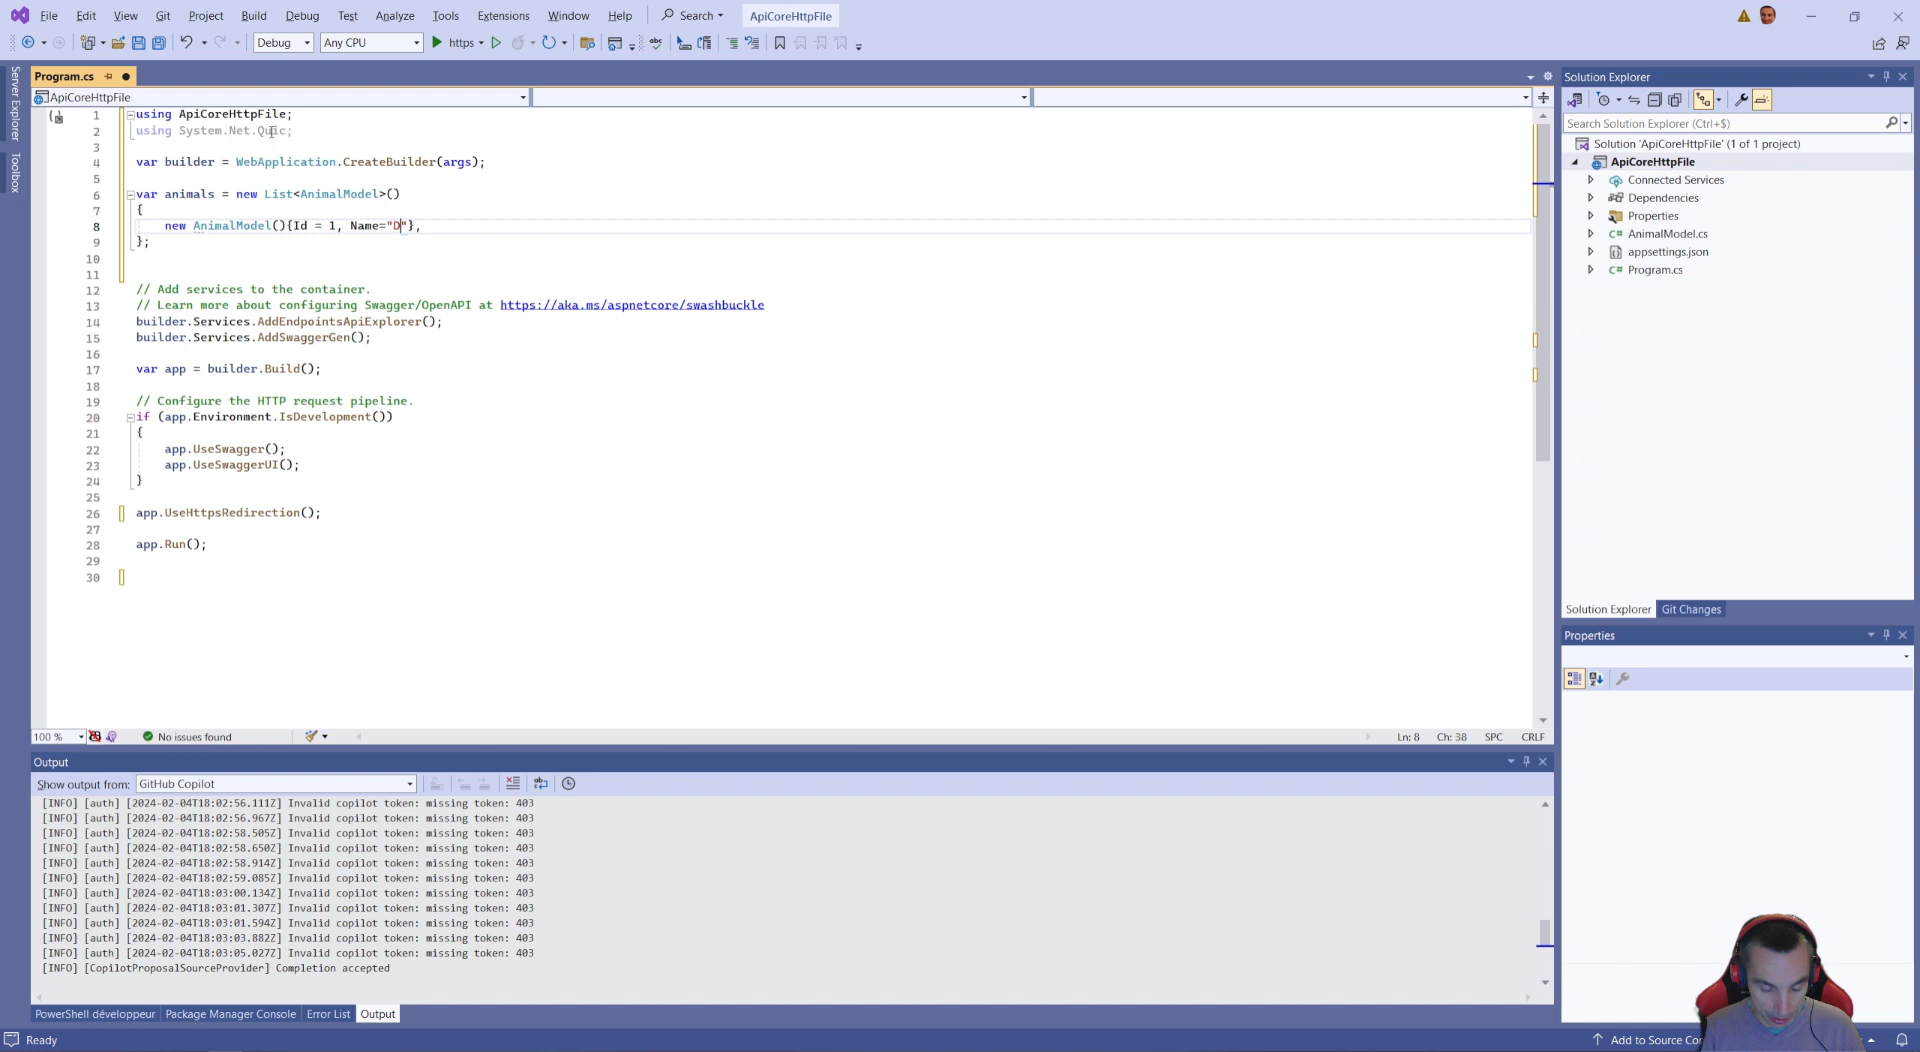 File Edit View Git Project Build Debug Test Analyze Tools Extensions Window Help Search ApiCoreHttpFile
Debug Any CPU https
Server Explorer
Toolbox
Program.cs
ApiCoreHttpFile
1 using ApiCoreHttpFile;
2 using System.Net.Quic;
3
4 var builder = WebApplication.CreateBuilder(args);
5
6 var animals = new List<AnimalModel>()
7 {
8 new AnimalModel(){Id = 1, Name="D"},
9 };
10
11
12 // Add services to the container.
13 // Learn more about configuring Swagger/OpenAPI at https://aka.ms/aspnetcore/swashbuckle
14 builder.Services.AddEndpointsApiExplorer();
15 builder.Services.AddSwaggerGen();
16
17 var app = builder.Build();
18
19 // Configure the HTTP request pipeline.
20 if (app.Environment.IsDevelopment())
21 {
22 app.UseSwagger();
23 app.UseSwaggerUI();
24 }
25
26 app.UseHttpsRedirection();
27
28 app.Run();
29
30
100 % No issues found Ln: 8 Ch: 38 SPC CRLF
Output
Show output from: GitHub Copilot
[INFO] [auth] [2024-02-04T18:02:56.111Z] Invalid copilot token: missing token: 403
[INFO] [auth] [2024-02-04T18:02:56.967Z] Invalid copilot token: missing token: 403
[INFO] [auth] [2024-02-04T18:02:58.505Z] Invalid copilot token: missing token: 403
[INFO] [auth] [2024-02-04T18:02:58.650Z] Invalid copilot token: missing token: 403
[INFO] [auth] [2024-02-04T18:02:58.914Z] Invalid copilot token: missing token: 403
[INFO] [auth] [2024-02-04T18:02:59.085Z] Invalid copilot token: missing token: 403
[INFO] [auth] [2024-02-04T18:03:00.134Z] Invalid copilot token: missing token: 403
[INFO] [auth] [2024-02-04T18:03:01.307Z] Invalid copilot token: missing token: 403
[INFO] [auth] [2024-02-04T18:03:01.594Z] Invalid copilot token: missing token: 403
[INFO] [auth] [2024-02-04T18:03:03.882Z] Invalid copilot token: missing token: 403
[INFO] [auth] [2024-02-04T18:03:05.027Z] Invalid copilot token: missing token: 403
[INFO] [CopilotProposalSourceProvider] Completion accepted
PowerShell développeur Package Manager Console Error List Output
Solution Explorer
Search Solution Explorer (Ctrl+$)
Solution 'ApiCoreHttpFile' (1 of 1 project)
ApiCoreHttpFile
Connected Services
Dependencies
Properties
C# AnimalModel.cs
appsettings.json
C# Program.cs
Solution Explorer Git Changes
Properties
Ready Add to Source Con